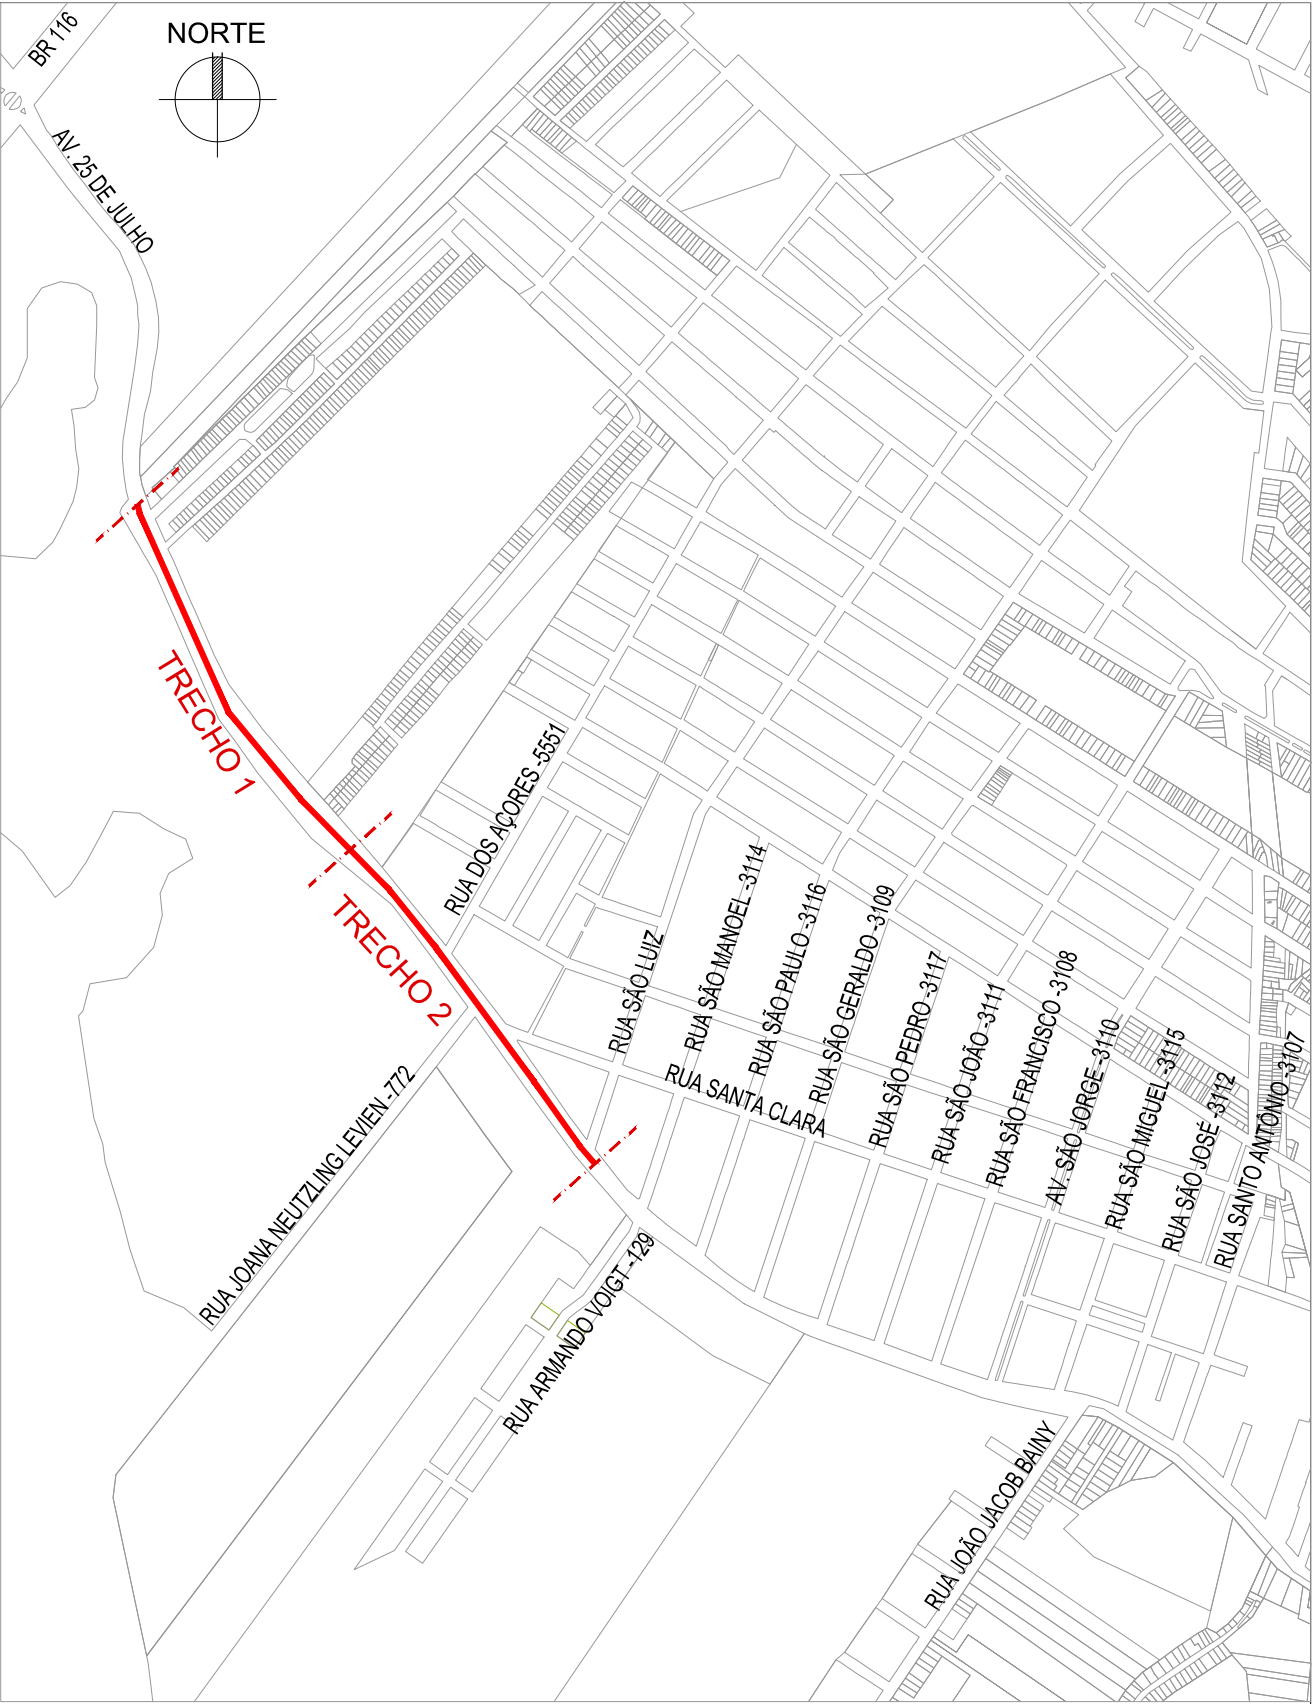 BR 116
NORTE
AV. 25 DE JULHO
TRECHO 1
TRECHO 2
RUA DOS AÇORES -5551
RUA SÃO LUIZ
RUA SÃO MANOEL -3114
RUA SÃO PAULO -3116
RUA SÃO GERALDO -3109
RUA SÃO PEDRO -3117
RUA SÃO JOÃO -3111
RUA SÃO FRANCISCO -3108
AV. SÃO JORGE -3110
RUA SÃO MIGUEL -3115
RUA SÃO JOSÉ -3112
RUA SANTO ANTÔNIO -3107
RUA SANTA CLARA
RUA JOANA NEUTZLING LEVIEN -772
RUA ARMANDO VOIGT -129
RUA JOÃO JACOB BAINY